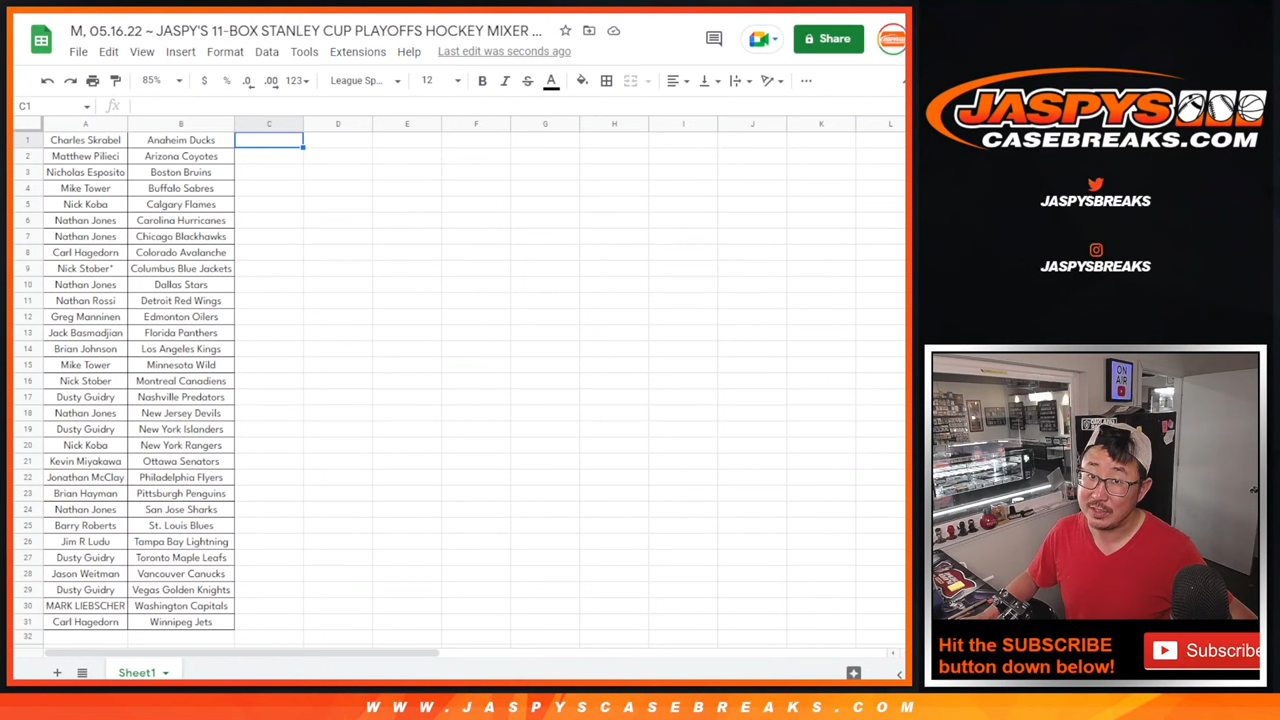 M, 05.16.22 ~ JASPY'S 11-BOX STANLEY CUP PLAYOFFS HOCKEY MIXER ...
File Edit View Insert Format Data Tools Extensions Help Last edit was seconds ago
Share
85% $ % .0 .00 123 League Sp... 12 B I S A ...
C1 fx
A B C D E F G H I J K L
1 Charles Skrabel Anaheim Ducks
2 Matthew Pilieci Arizona Coyotes
3 Nicholas Esposito Boston Bruins
4 Mike Tower Buffalo Sabres
5 Nick Koba Calgary Flames
6 Nathan Jones Carolina Hurricanes
7 Nathan Jones Chicago Blackhawks
8 Carl Hagedorn Colorado Avalanche
9 Nick Stober* Columbus Blue Jackets
10 Nathan Jones Dallas Stars
11 Nathan Rossi Detroit Red Wings
12 Greg Manninen Edmonton Oilers
13 Jack Basmadjian Florida Panthers
14 Brian Johnson Los Angeles Kings
15 Mike Tower Minnesota Wild
16 Nick Stober Montreal Canadiens
17 Dusty Guidry Nashville Predators
18 Nathan Jones New Jersey Devils
19 Dusty Guidry New York Islanders
20 Nick Koba New York Rangers
21 Kevin Miyakawa Ottawa Senators
22 Jonathan McClay Philadelphia Flyers
23 Brian Hayman Pittsburgh Penguins
24 Nathan Jones San Jose Sharks
25 Barry Roberts St. Louis Blues
26 Jim R Ludu Tampa Bay Lightning
27 Dusty Guidry Toronto Maple Leafs
28 Jason Weitman Vancouver Canucks
29 Dusty Guidry Vegas Golden Knights
30 MARK LIEBSCHER Washington Capitals
31 Carl Hagedorn Winnipeg Jets
32
Sheet1
JASPYS
CASEBREAKS.COM
JASPYSBREAKS
JASPYSBREAKS
ON
AIR
Hit the SUBSCRIBE
button down below!
Subscribe
WWW.JASPYSCASEBREAKS.COM